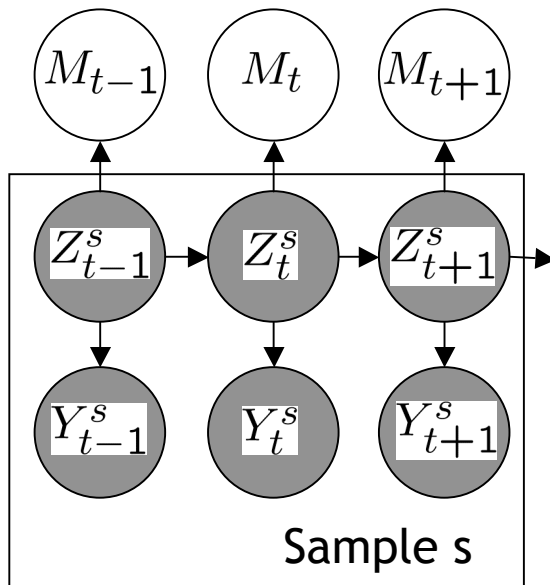 M_{t-1} M_t M_{t+1}
Z^s_{t-1} Z^s_t Z^s_{t+1}
Y^s_{t-1} Y^s_t Y^s_{t+1}
Sample s